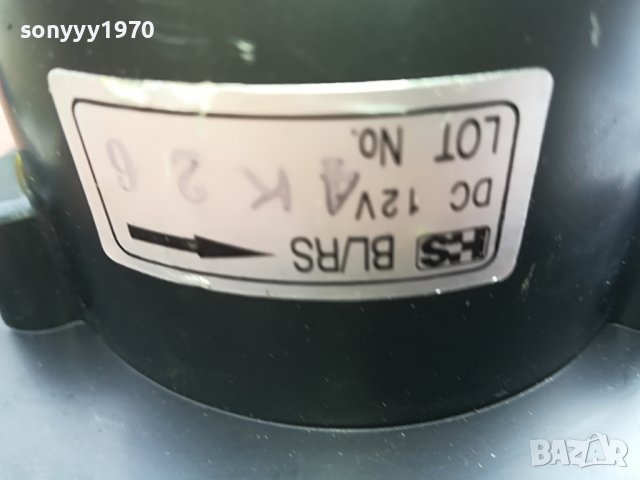 sonyyy1970
HS BL/RS
DC 12V
LOT No.
BAZAR